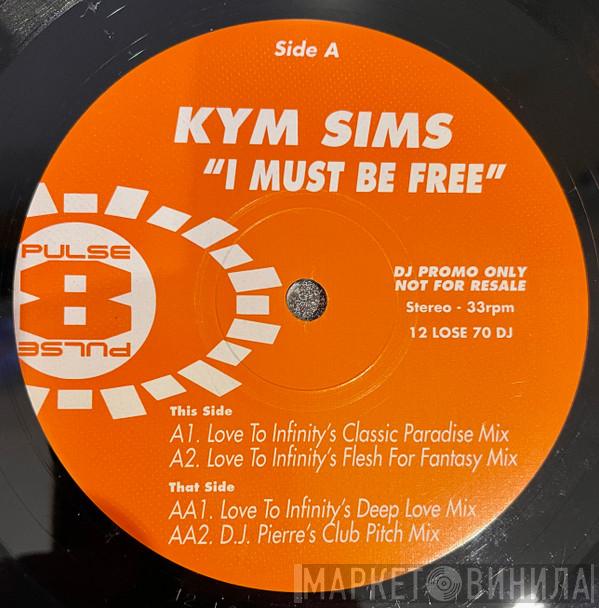 Side A
KYM SIMS
"I MUST BE FREE"
PULSE
8
PULSE
DJ PROMO ONLY
NOT FOR RESALE
Stereo - 33rpm
12 LOSE 70 DJ
This Side
A1. Love To Infinity's Classic Paradise Mix
A2. Love To Infinity's Flesh For Fantasy Mix
That Side
AA1. Love To Infinity's Deep Love Mix
AA2. D.J. Pierre's Club Pitch Mix
МАРКЕТ ВИНИЛА